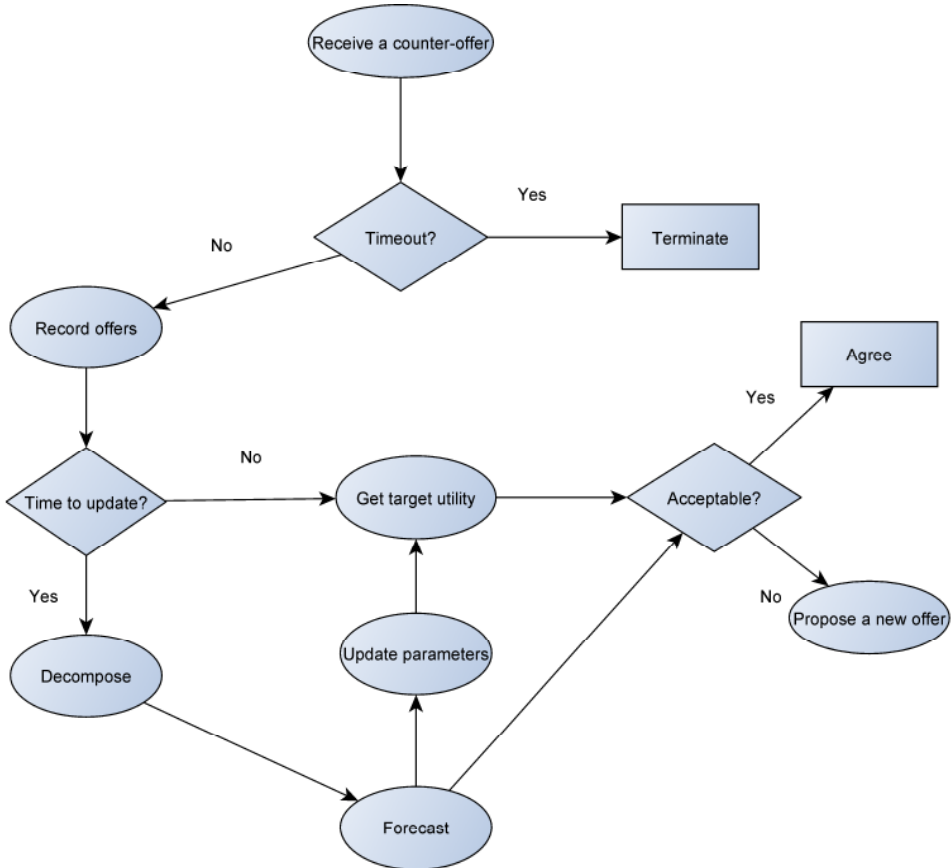 Receive a counter-offer
Yes
Timeout?
Terminate
No
Record offers
Agree
Yes
No
Time to update?
Get target utility
Acceptable?
Yes
No
Propose a new offer
Update parameters
Decompose
Forecast